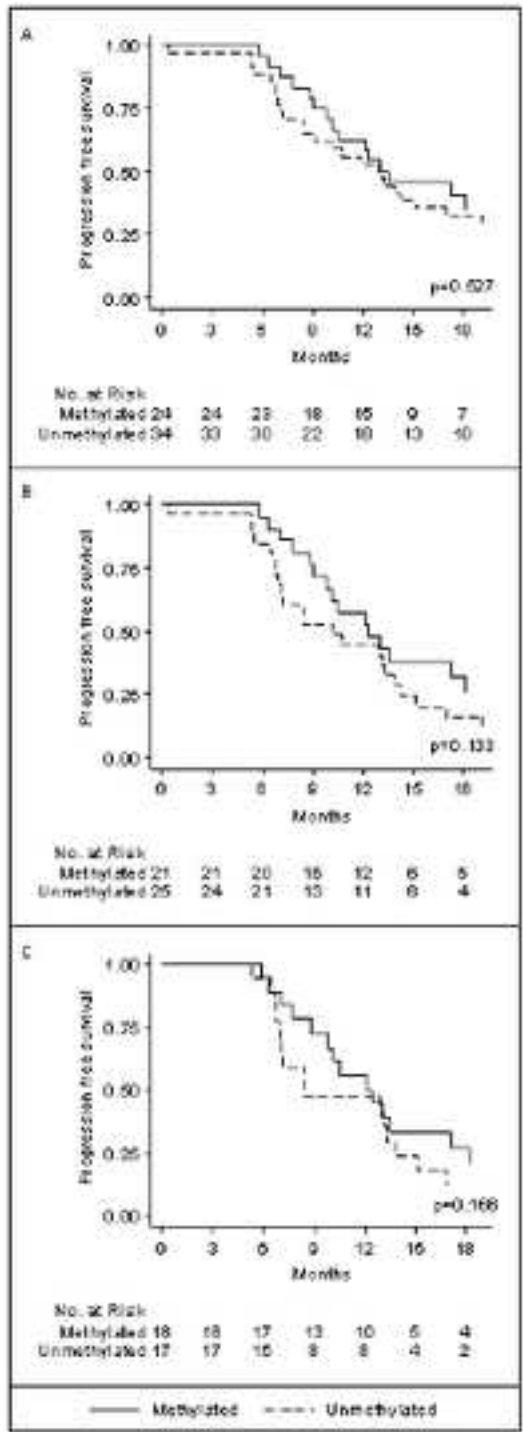 A
1.00
0.75
0.50
0.25
0.00
Progression free survival
p=0.527
0 3 6 9 12 15 18
Months
No. at Risk
Methylated 24 24 23 18 15 9 7
Unmethylated 34 33 30 22 18 13 10
B
1.00
0.75
0.50
0.25
0.00
Progression free survival
p=0.133
0 3 6 9 12 15 18
Months
No. at Risk
Methylated 21 21 20 15 12 6 5
Unmethylated 25 24 21 13 11 6 4
C
1.00
0.75
0.50
0.25
0.00
Progression free survival
p=0.166
0 3 6 9 12 15 18
Months
No. at Risk
Methylated 18 18 17 13 10 5 4
Unmethylated 17 17 15 8 8 4 2
Methylated Unmethylated